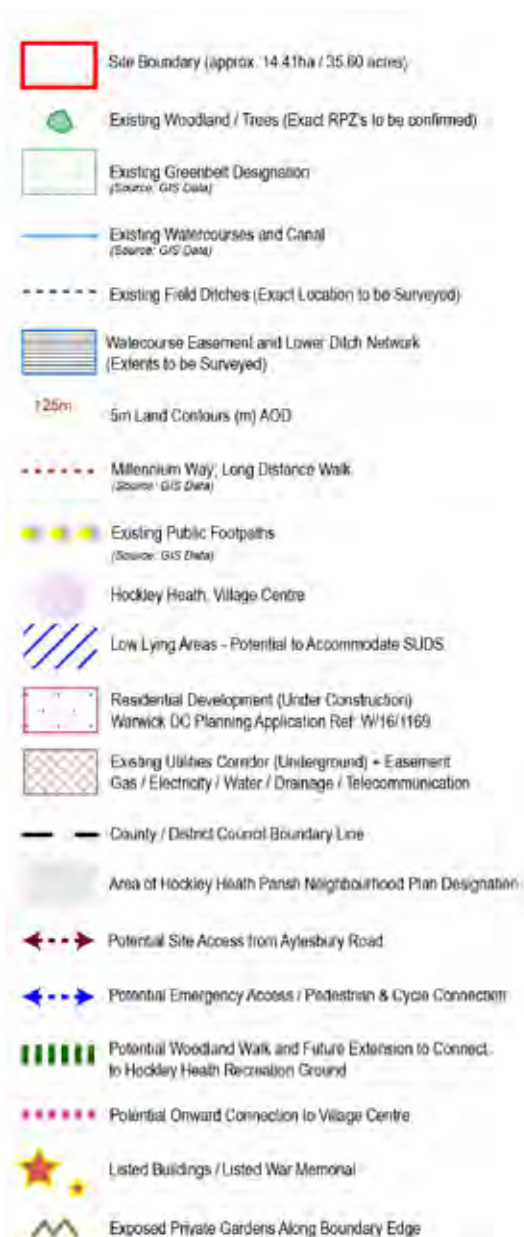 Site Boundary (approx. 14.41ha / 35.60 acres)
Existing Woodland / Trees (Exact RPZ's to be confirmed)
Existing Greenbelt Designation
(Source: GIS Data)
Existing Watercourses and Canal
(Source: GIS Data)
Existing Field Ditches (Exact Location to be Surveyed)
Watecourse Easement and Lower Ditch Network
(Extents to be Surveyed)
125m
5m Land Contours (m) AOD
Millennium Way; Long Distance Walk
(Source: GIS Data)
Existing Public Footpaths
(Source: GIS Data)
Hockley Heath, Village Centre
Low Lying Areas - Potential to Accommodate SUDS
Residential Development (Under Construction)
Warwick DC Planning Application Ref: W/16/1169
Existing Utilities Corridor (Underground) + Easement
Gas / Electricity / Water / Drainage / Telecommunication
County / District Council Boundary Line
Area of Hockley Heath Parish Neighbourhood Plan Designation
Potential Site Access from Aylesbury Road
Potential Emergency Access / Pedestrian & Cycle Connection
Potential Woodland Walk and Future Extension to Connect
to Hockley Heath Recreation Ground
Potential Onward Connection to Village Centre
Listed Buildings / Listed War Memorial
Exposed Private Gardens Along Boundary Edge